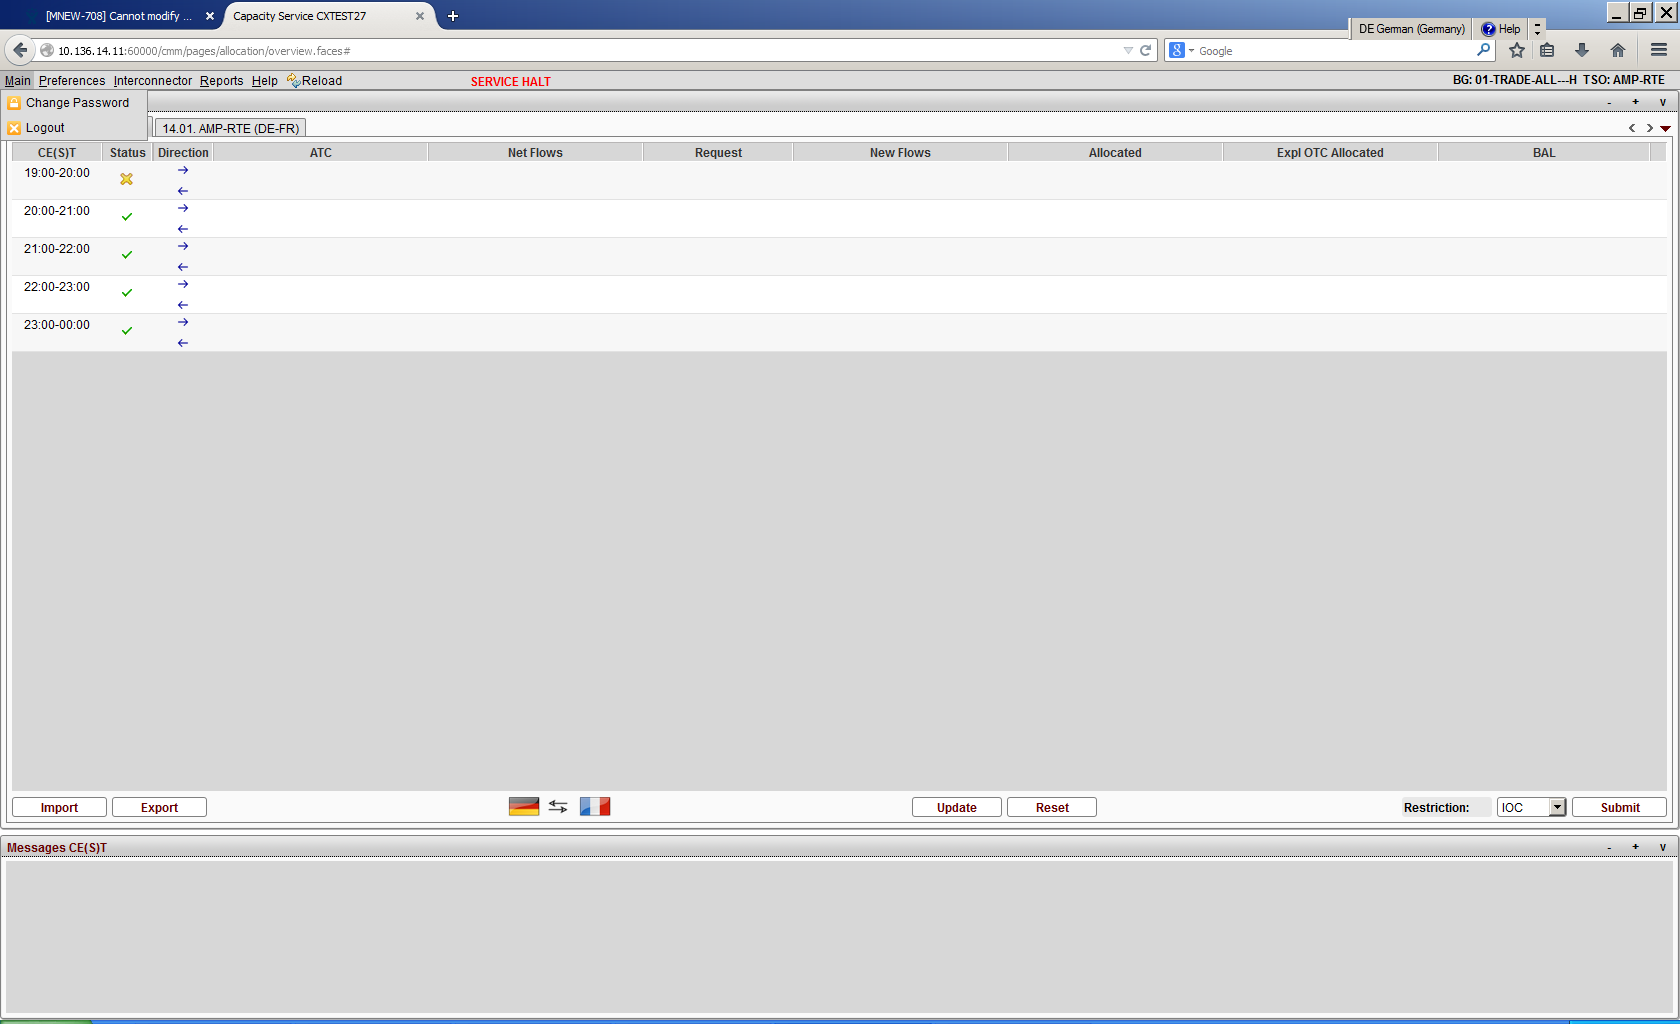 [MNEW-708] Cannot modify ...
Capacity Service CXTEST27
DE German (Germany)
Help
10.136.14.11:60000/cmm/pages/allocation/overview.faces#
Google
Main Preferences Interconnector Reports Help Reload
SERVICE HALT
BG: 01-TRADE-ALL---H TSO: AMP-RTE
Change Password
Logout
14.01. AMP-RTE (DE-FR)
CE(S)T Status Direction ATC Net Flows Request New Flows Allocated Expl OTC Allocated BAL
19:00-20:00
20:00-21:00
21:00-22:00
22:00-23:00
23:00-00:00
Import Export Update Reset Restriction: IOC Submit
Messages CE(S)T